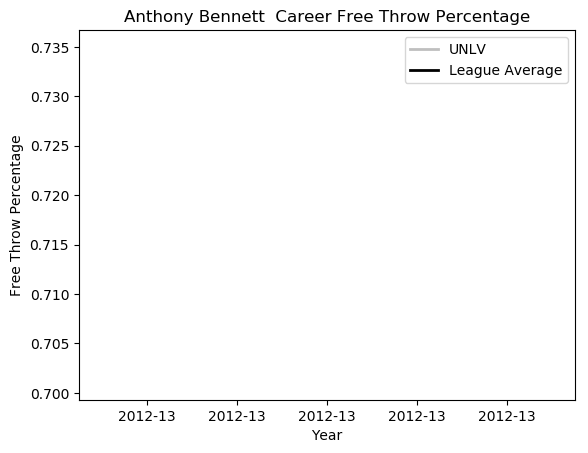 Anthony Bennett  Career Free Throw Percentage
UNLV
League Average
Free Throw Percentage
0.735
0.730
0.725
0.720
0.715
0.710
0.705
0.700
2012-13 2012-13 2012-13 2012-13 2012-13
Year